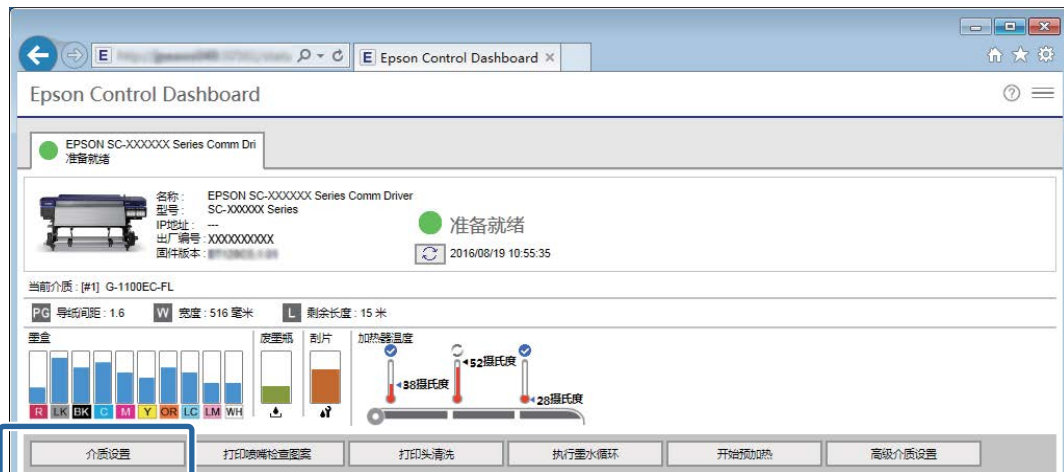 E Epson Control Dashboard ×
Epson Control Dashboard
EPSON SC-XXXXXX Series Comm Dri
准备就绪
名称: EPSON SC-XXXXXX Series Comm Driver
型号: SC-XXXXXX Series
IP地址: ---
出厂编号: XXXXXXXXXX
固件版本:
准备就绪
2016/08/19 10:55:35
当前介质: [#1] G-1100EC-FL
PG 导纸间距: 1.6 W 宽度: 516 毫米 L 剩余长度: 15 米
墨盒 废墨瓶 刮片 加热器温度
52摄氏度
38摄氏度
28摄氏度
R LK BK C M Y OR LC LM WH
介质设置 打印喷嘴检查图案 打印头清洗 执行墨水循环 开始预加热 高级介质设置